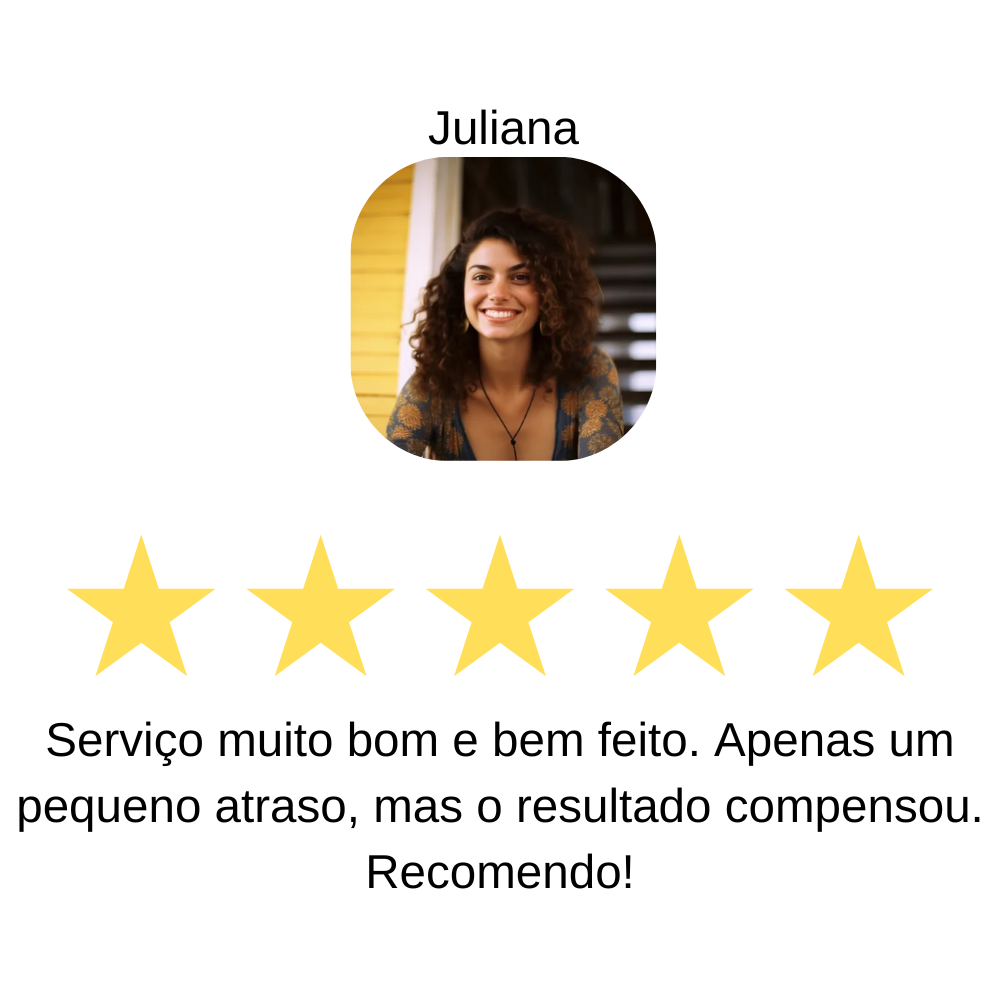 Juliana
Serviço muito bom e bem feito. Apenas um
pequeno atraso, mas o resultado compensou.
Recomendo!